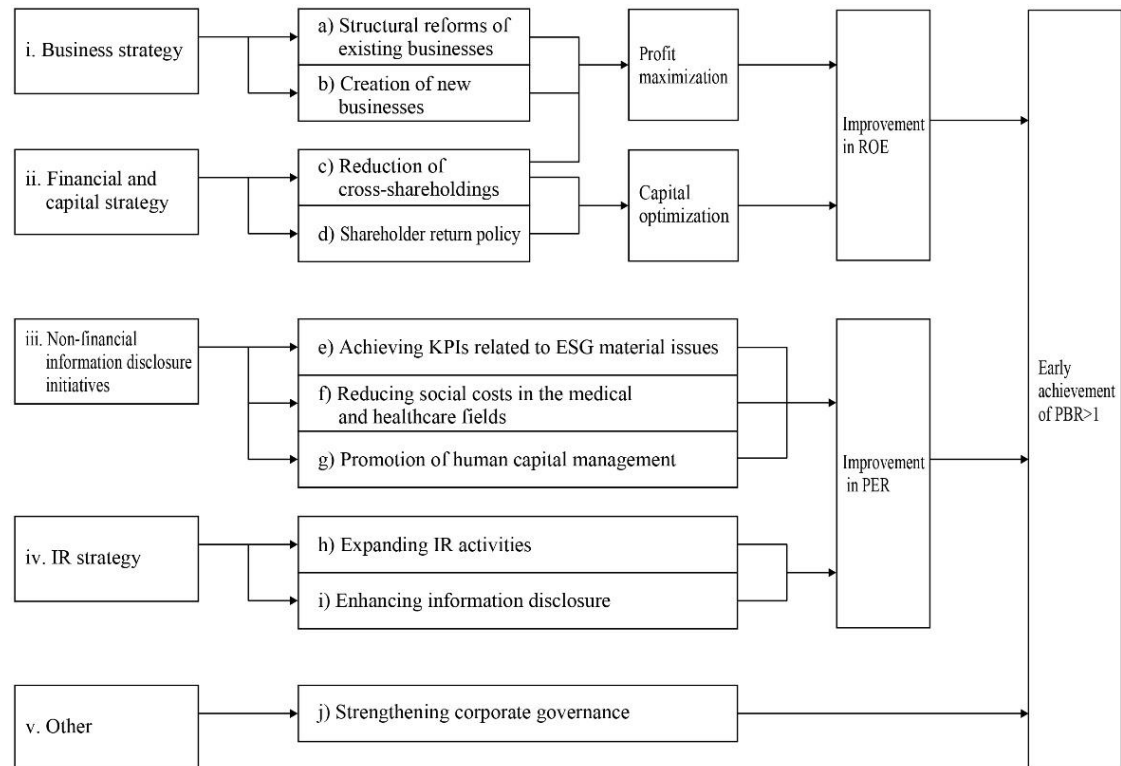 i. Business strategy
a) Structural reforms of
existing businesses
b) Creation of new
businesses
Profit
maximization
ii. Financial and
capital strategy
c) Reduction of
cross-shareholdings
d) Shareholder return policy
Capital
optimization
Improvement
in ROE
iii. Non-financial
information disclosure
initiatives
e) Achieving KPIs related to ESG material issues
f) Reducing social costs in the medical
and healthcare fields
g) Promotion of human capital management
iv. IR strategy
h) Expanding IR activities
i) Enhancing information disclosure
Improvement
in PER
v. Other
j) Strengthening corporate governance
Early
achievement
of PBR>1